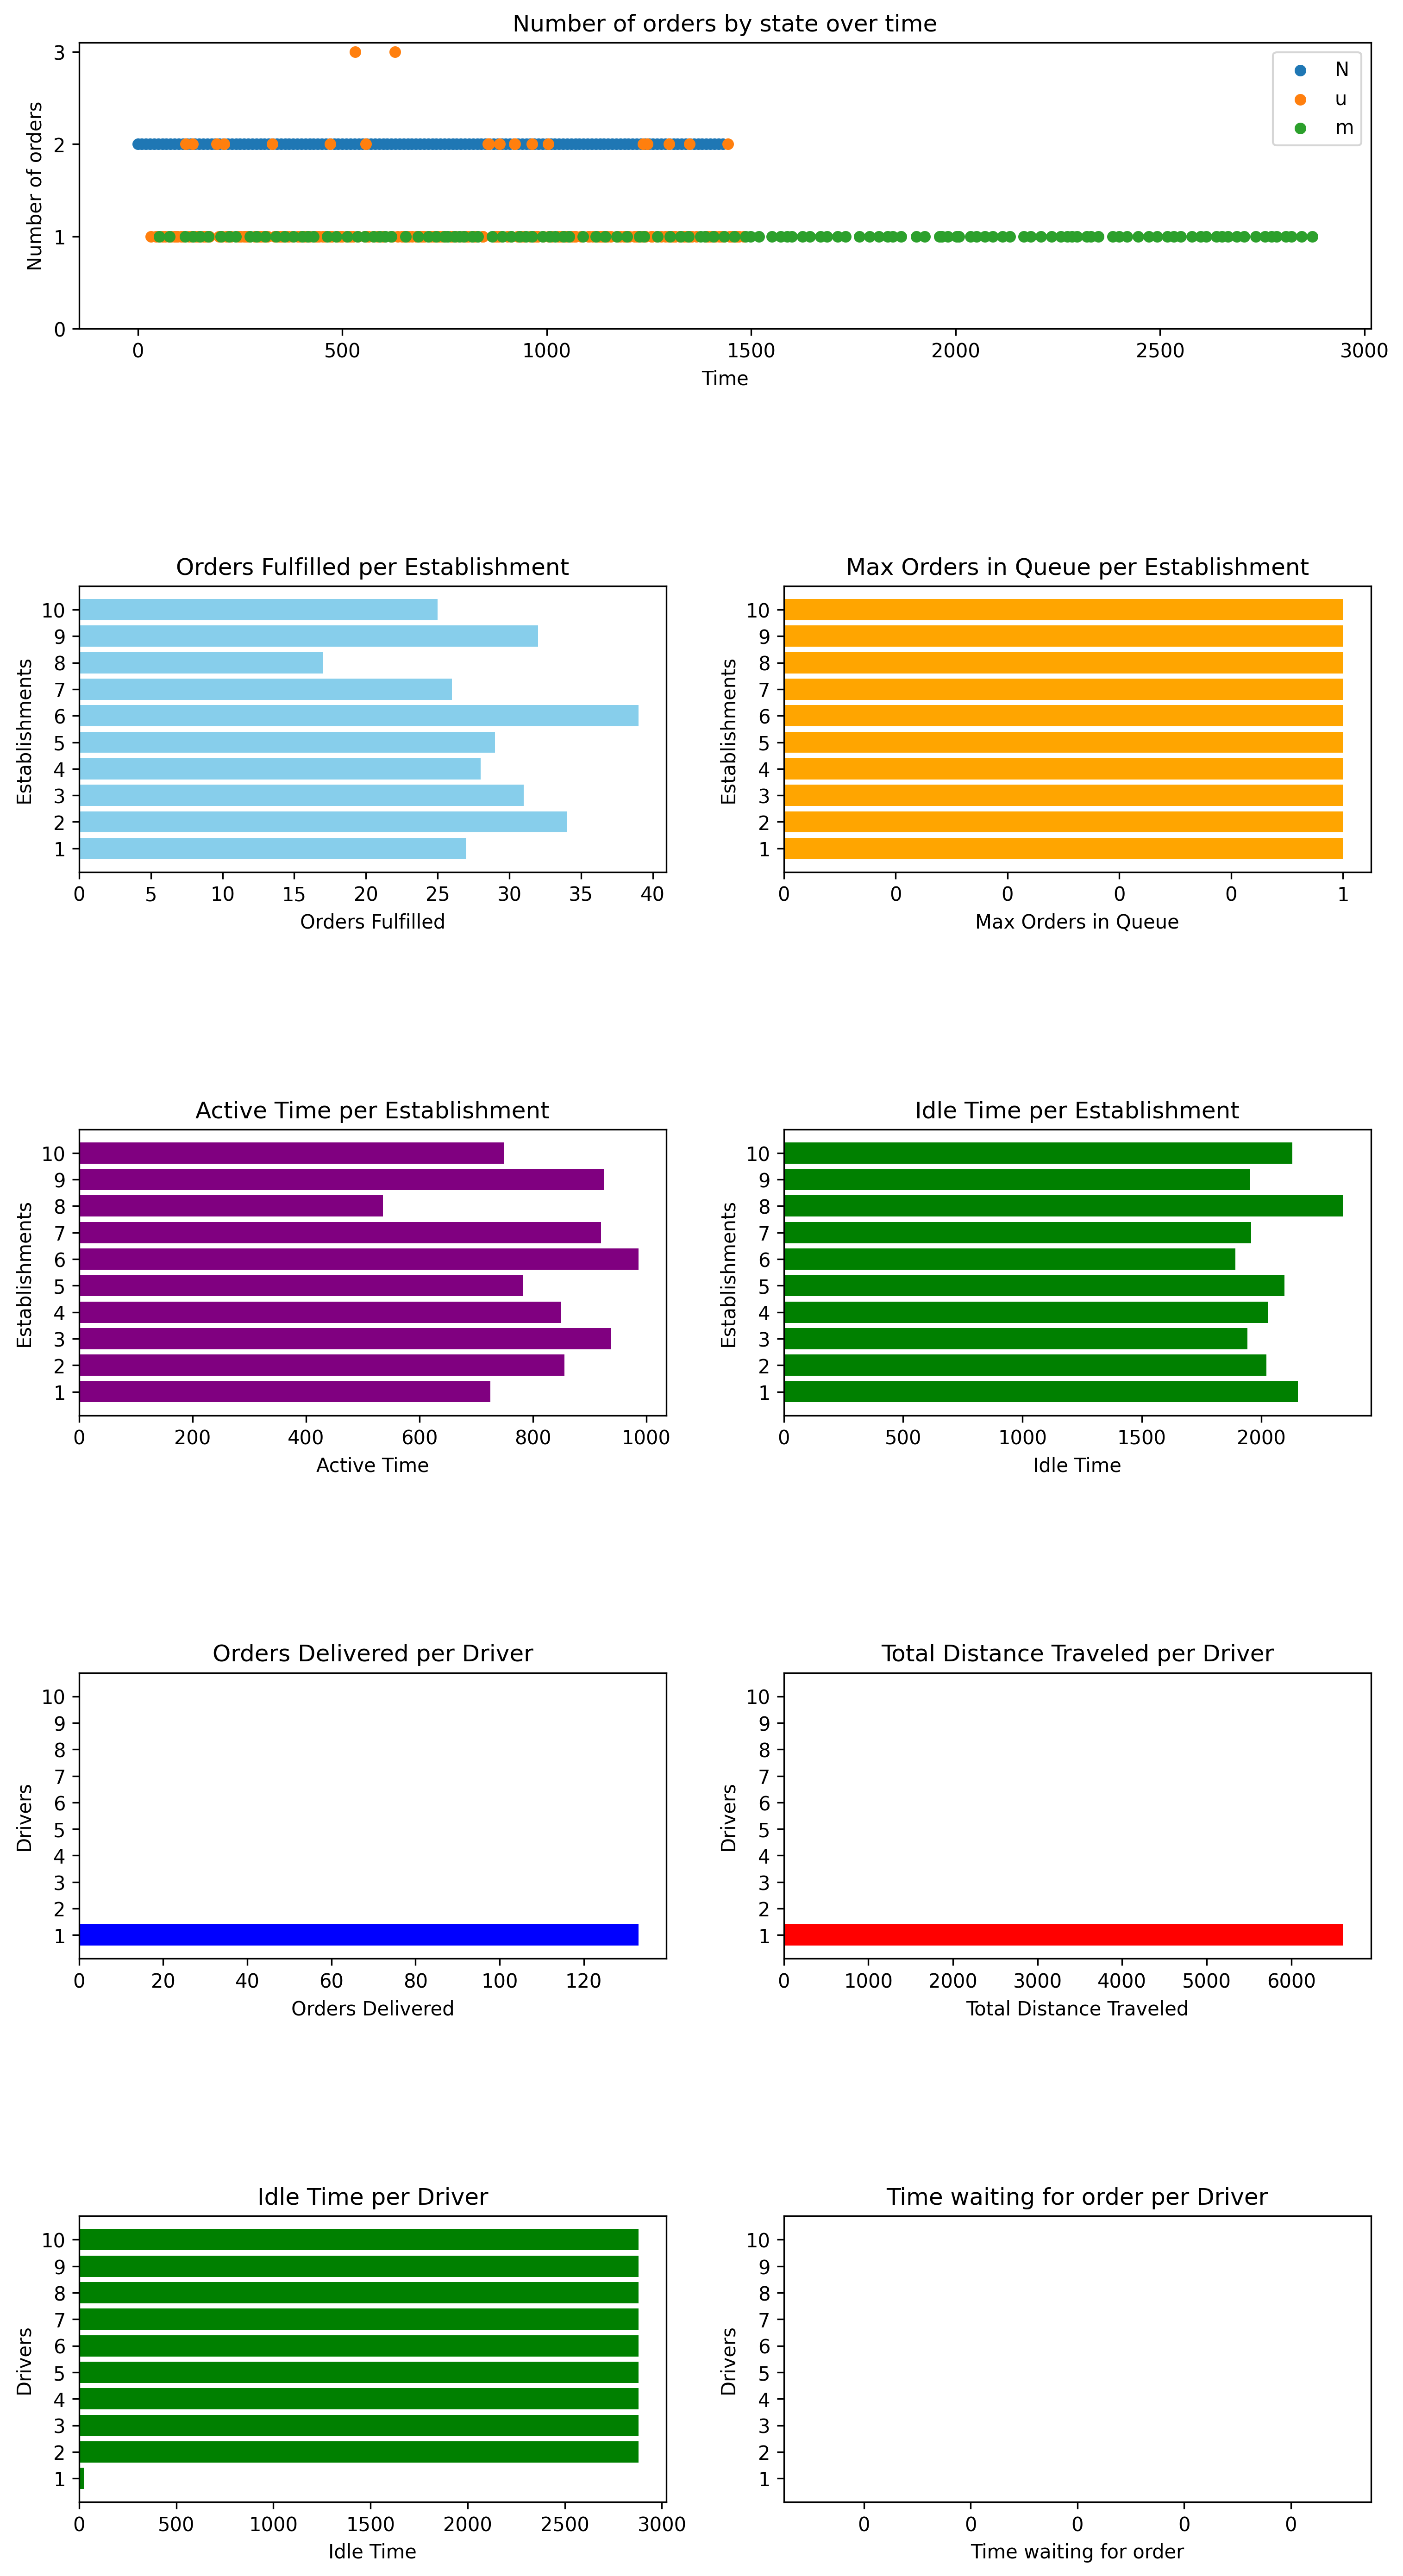 Number of orders by state over time
Number of orders
3
2
1
0
N
u
m
0 500 1000 1500 2000 2500 3000
Time
Orders Fulfilled per Establishment
Establishments
10
9
8
7
6
5
4
3
2
1
0 5 10 15 20 25 30 35 40
Orders Fulfilled
Max Orders in Queue per Establishment
Establishments
10
9
8
7
6
5
4
3
2
1
0 0 0 0 0 1
Max Orders in Queue
Active Time per Establishment
Establishments
10
9
8
7
6
5
4
3
2
1
0 200 400 600 800 1000
Active Time
Idle Time per Establishment
Establishments
10
9
8
7
6
5
4
3
2
1
0 500 1000 1500 2000
Idle Time
Orders Delivered per Driver
Drivers
10
9
8
7
6
5
4
3
2
1
0 20 40 60 80 100 120
Orders Delivered
Total Distance Traveled per Driver
Drivers
10
9
8
7
6
5
4
3
2
1
0 1000 2000 3000 4000 5000 6000
Total Distance Traveled
Idle Time per Driver
Drivers
10
9
8
7
6
5
4
3
2
1
0 500 1000 1500 2000 2500 3000
Idle Time
Time waiting for order per Driver
Drivers
10
9
8
7
6
5
4
3
2
1
0 0 0 0 0
Time waiting for order